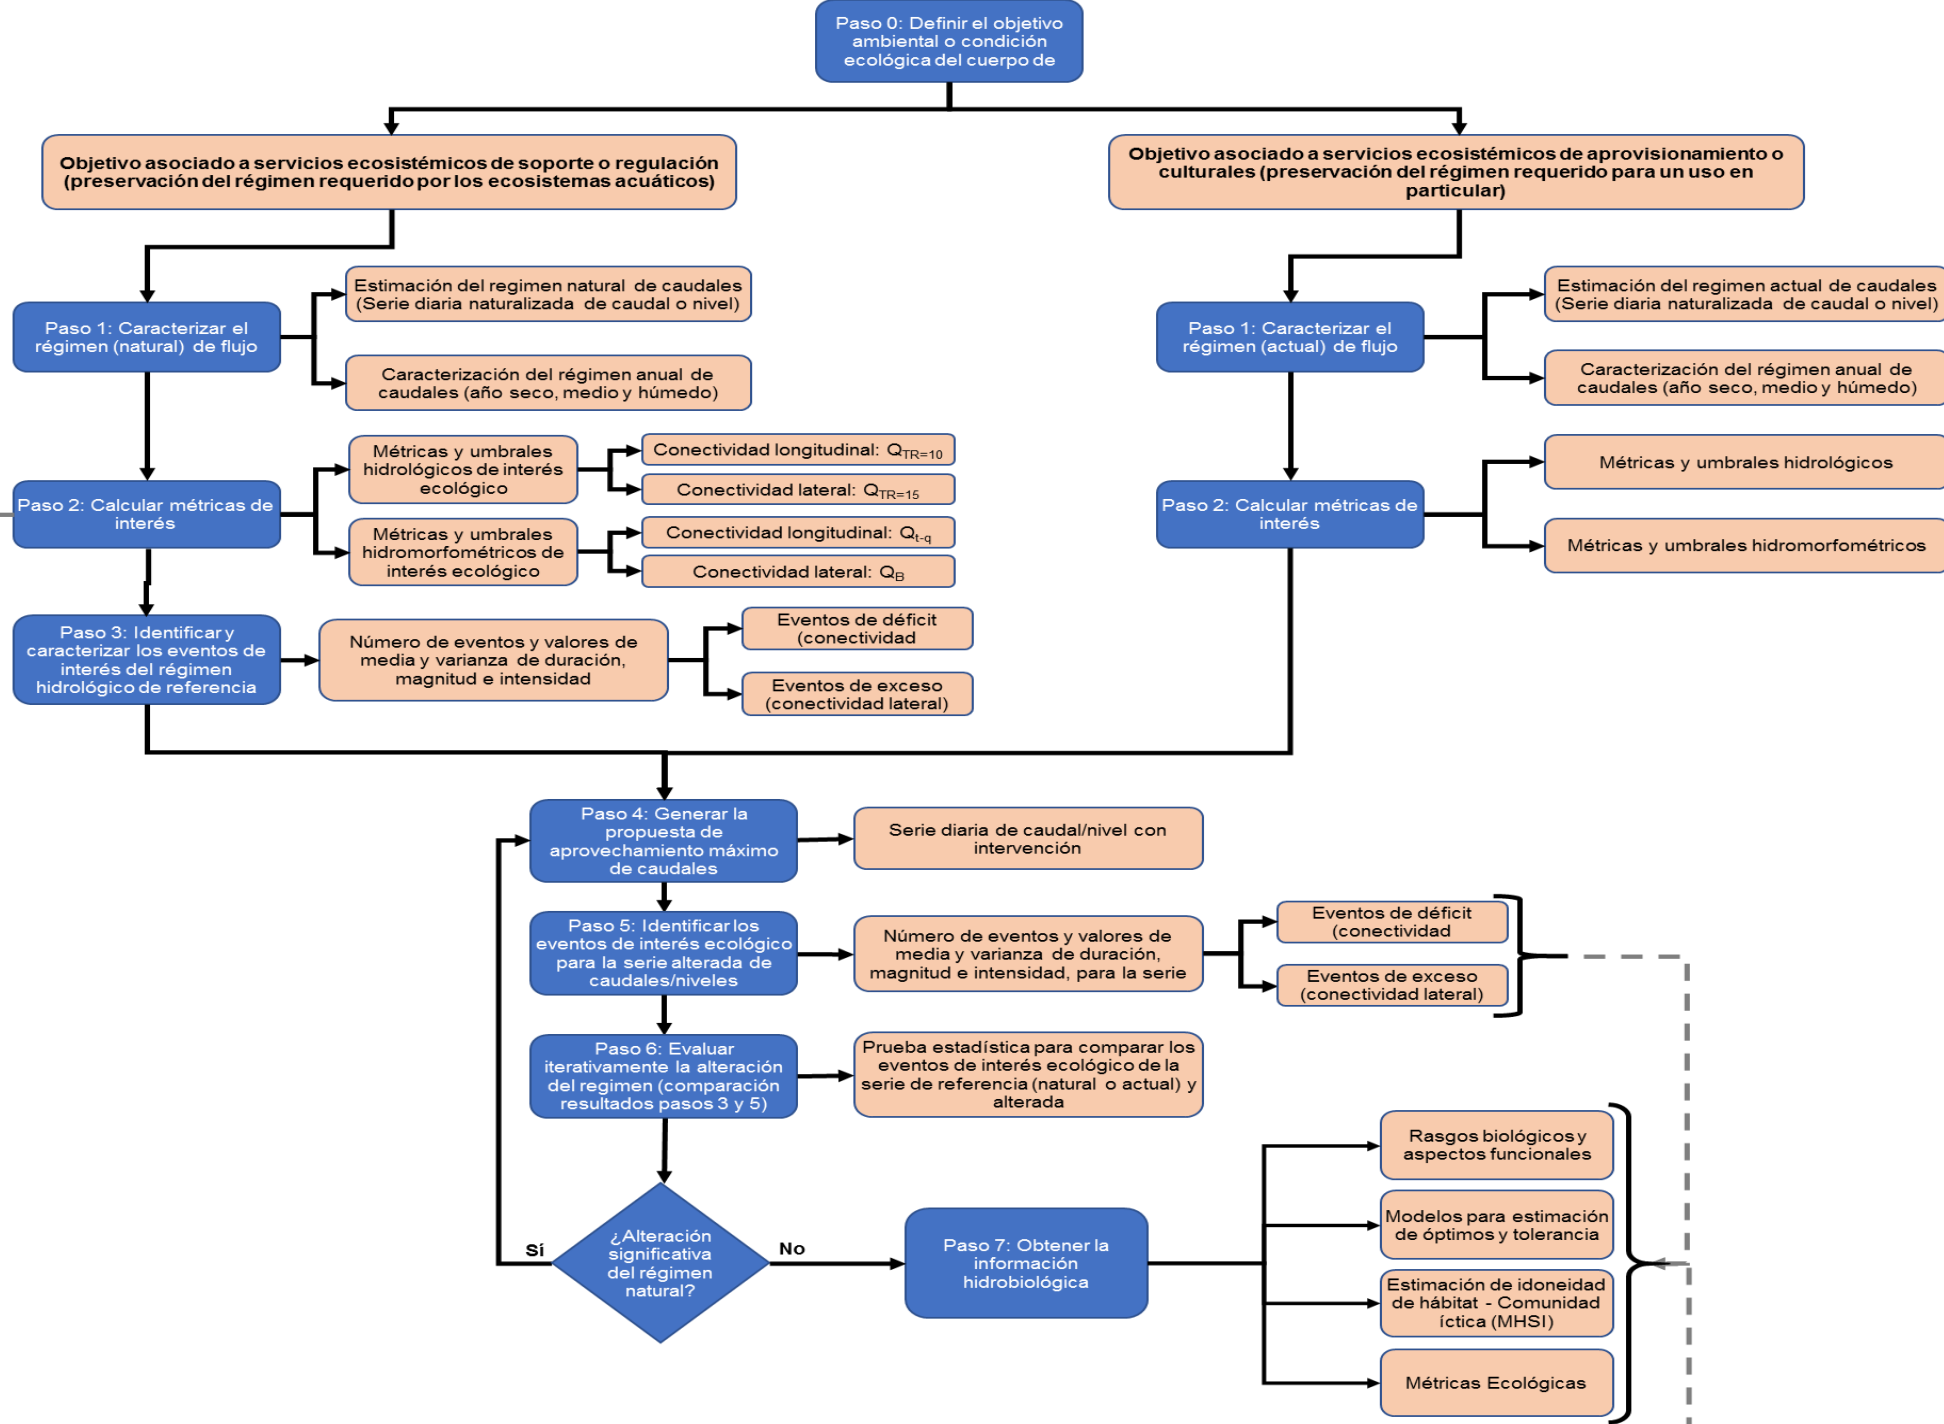 Paso 0: Definir el objetivo
ambiental o condición
ecológica del cuerpo de
Objetivo asociado a servicios ecosistémicos de soporte o regulación
(preservación del régimen requerido por los ecosistemas acuáticos)
Objetivo asociado a servicios ecosistémicos de aprovisionamiento o
culturales (preservación del régimen requerido para un uso en
particular)
Paso 1: Caracterizar el
régimen (natural) de flujo
Estimación del regimen natural de caudales
(Serie diaria naturalizada de caudal o nivel)
Caracterización del régimen anual de
caudales (año seco, medio y húmedo)
Paso 1: Caracterizar el
régimen (actual) de flujo
Estimación del regimen actual de caudales
(Serie diaria naturalizada de caudal o nivel)
Caracterización del régimen anual de
caudales (año seco, medio y húmedo)
Paso 2: Calcular métricas de
interés
Métricas y umbrales
hidrológicos de interés
ecológico
Conectividad longitudinal: QTR=10
Conectividad lateral: QTR=15
Métricas y umbrales
hidromorfométricos de
interés ecológico
Conectividad longitudinal: Qt-q
Conectividad lateral: QB
Paso 2: Calcular métricas de
interés
Métricas y umbrales hidrológicos
Métricas y umbrales hidromorfométricos
Paso 3: Identificar y
caracterizar los eventos de
interés del régimen
hidrológico de referencia
Número de eventos y valores de
media y varianza de duración,
magnitud e intensidad
Eventos de déficit
(conectividad
Eventos de exceso
(conectividad lateral)
Paso 4: Generar la
propuesta de
aprovechamiento máximo
de caudales
Serie diaria de caudal/nivel con
intervención
Paso 5: Identificar los
eventos de interés ecológico
para la serie alterada de
caudales/niveles
Número de eventos y valores de
media y varianza de duración,
magnitud e intensidad, para la serie
Eventos de déficit
(conectividad
Eventos de exceso
(conectividad lateral)
Paso 6: Evaluar
iterativamente la alteración
del regimen (comparación
resultados pasos 3 y 5)
Prueba estadística para comparar los
eventos de interés ecológico de la
serie de referencia (natural o actual) y
alterada
¿Alteración
significativa
del régimen
natural?
Sí
No
Paso 7: Obtener la
información
hidrobiológica
Rasgos biológicos y
aspectos funcionales
Modelos para estimación
de óptimos y tolerancia
Estimación de idoneidad
de hábitat - Comunidad
íctica (MHSI)
Métricas Ecológicas